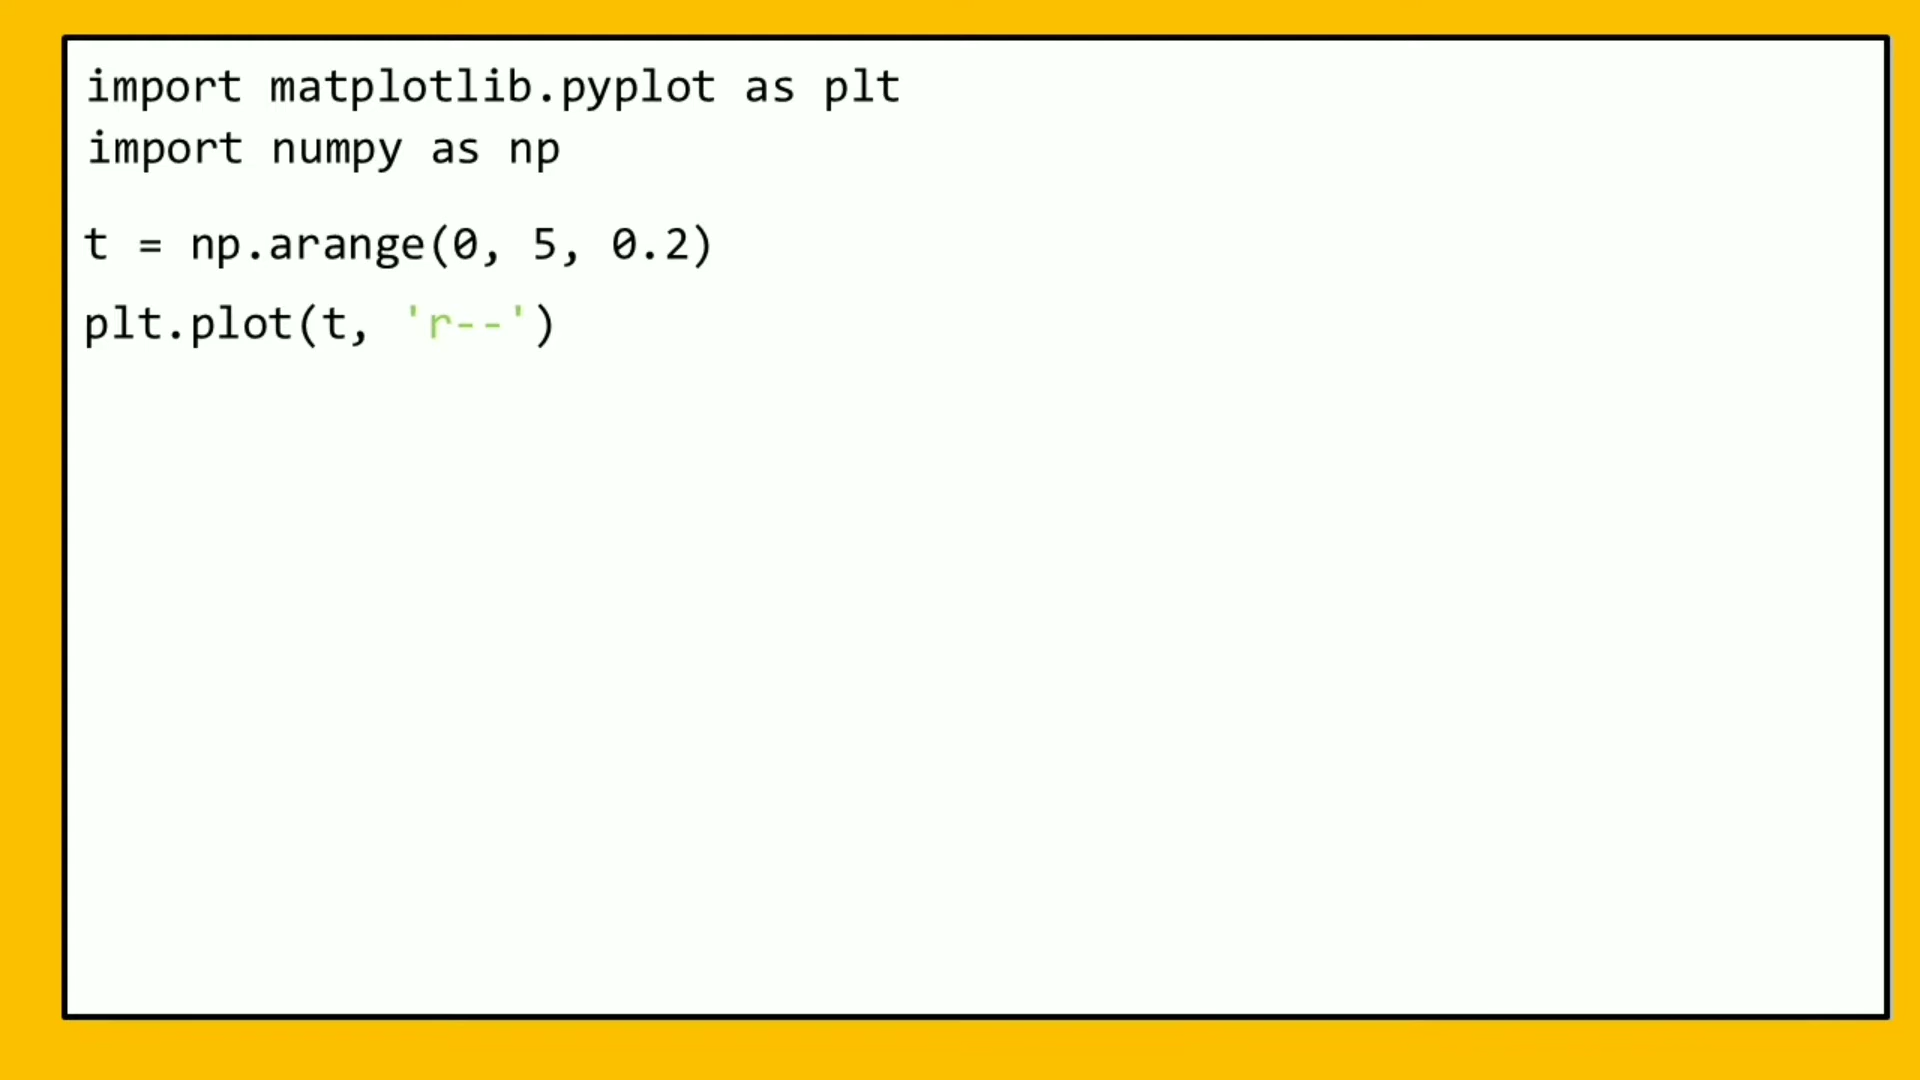 import matplotlib.pyplot as plt
import numpy as np
t = np.arange(0, 5, 0.2)
plt.plot(t, 'r--')